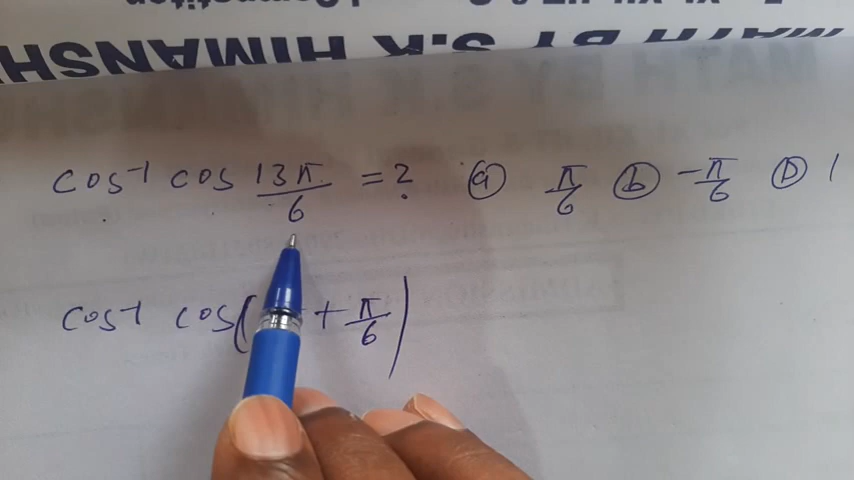 MATH BY S.K HIMANSH
cos⁻¹ cos 13π/6 = ? ⓐ π/6 ⓑ -π/6 Ⓓ 1
cos⁻¹ cos( + π/6)